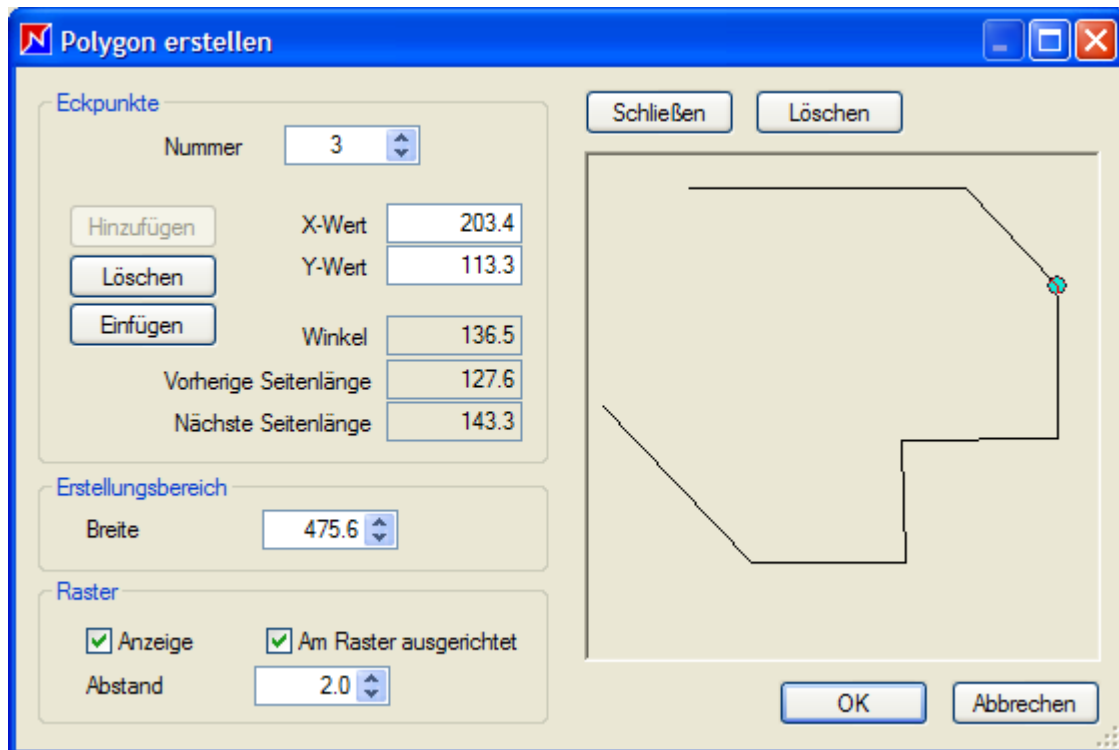 Polygon erstellen
Eckpunkte
Nummer 3
Hinzufügen
Löschen
Einfügen
X-Wert 203.4
Y-Wert 113.3
Winkel 136.5
Vorherige Seitenlänge 127.6
Nächste Seitenlänge 143.3
Erstellungsbereich
Breite 475.6
Raster
Anzeige
Am Raster ausgerichtet
Abstand 2.0
Schließen
Löschen
OK
Abbrechen